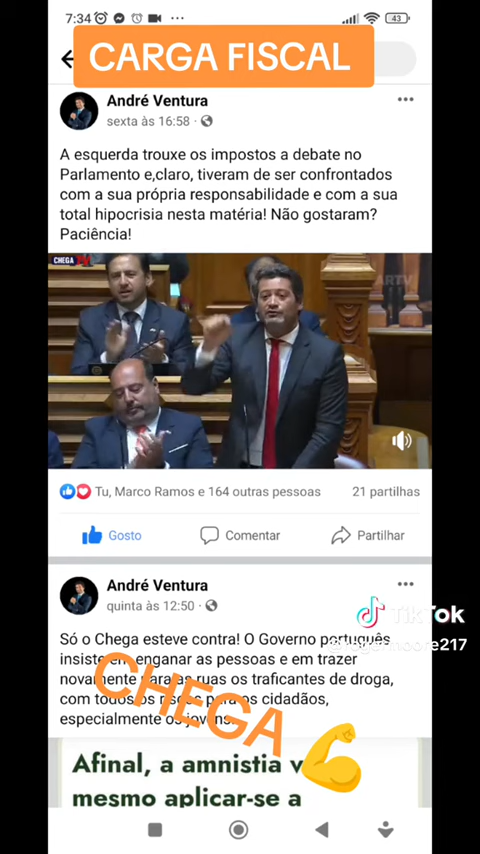 7:34
43
CARGA FISCAL
André Ventura
sexta às 16:58
A esquerda trouxe os impostos a debate no
Parlamento e,claro, tiveram de ser confrontados
com a sua própria responsabilidade e com a sua
total hipocrisia nesta matéria! Não gostaram?
Paciência!
CHEGA TV
ARTV
Tu, Marco Ramos e 164 outras pessoas
21 partilhas
Gosto
Comentar
Partilhar
André Ventura
quinta às 12:50
TikTok
Só o Chega esteve contra! O Governo português
insiste em enganar as pessoas e em trazer
novamente para as ruas os traficantes de droga,
com todos os riscos para os cidadãos,
especialmente os jovens.
CHEGA
Afinal, a amnistia
mesmo aplicar-se a